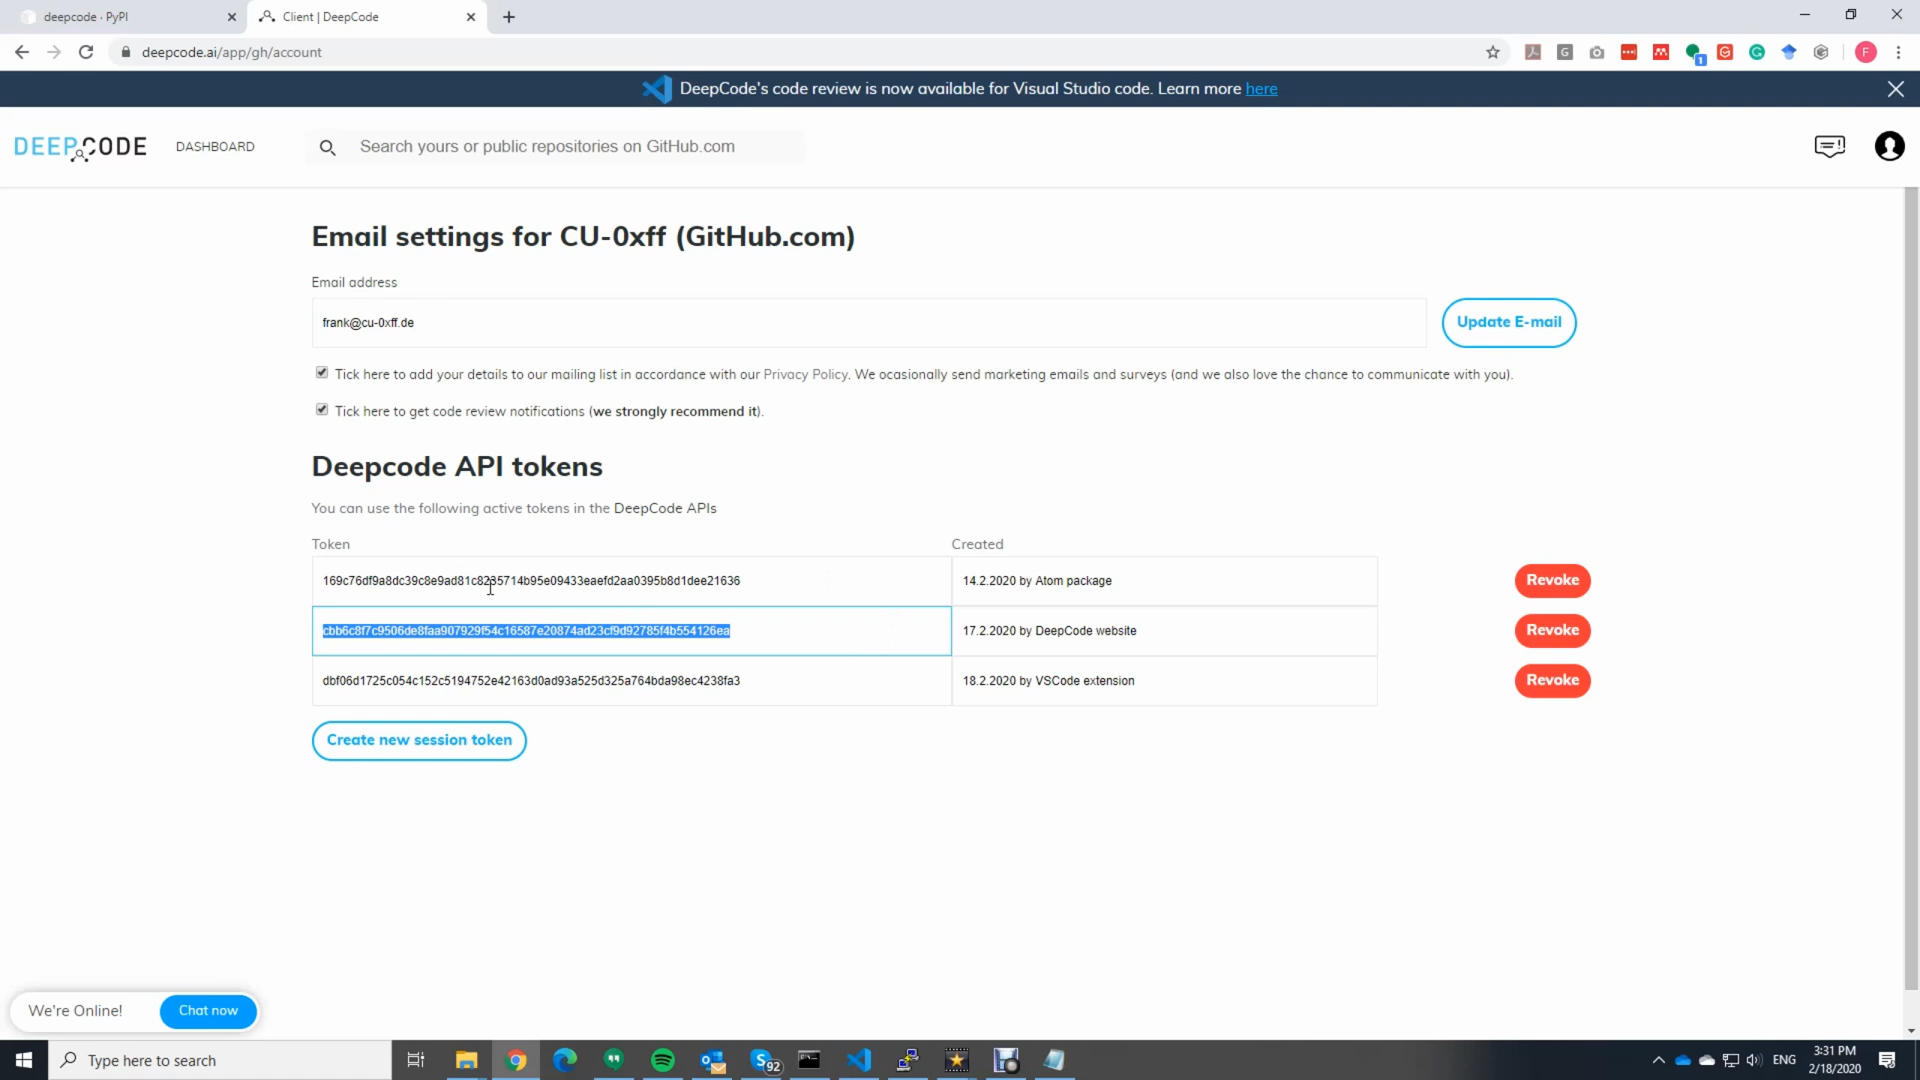 deepcode · PyPI
Client | DeepCode
deepcode.ai/app/gh/account
DeepCode's code review is now available for Visual Studio code. Learn more here
DEEPCODE
DASHBOARD
Search yours or public repositories on GitHub.com
Email settings for CU-0xff (GitHub.com)
Email address
frank@cu-0xff.de
Update E-mail
Tick here to add your details to our mailing list in accordance with our Privacy Policy. We ocasionally send marketing emails and surveys (and we also love the chance to communicate with you).
Tick here to get code review notifications (we strongly recommend it).
Deepcode API tokens
You can use the following active tokens in the DeepCode APIs
Token
Created
169c76df9a8dc39c8e9ad81c8235714b95e09433eaefd2aa0395b8d1dee21636
14.2.2020 by Atom package
Revoke
cbb6c8f7c9506de8faa907929f54c16587e20874ad23cf9d92785f4b554126ea
17.2.2020 by DeepCode website
Revoke
dbf06d1725c054c152c5194752e42163d0ad93a525d325a764bda98ec4238fa3
18.2.2020 by VSCode extension
Revoke
Create new session token
We're Online!
Chat now
Type here to search
92
ENG
3:31 PM
2/18/2020